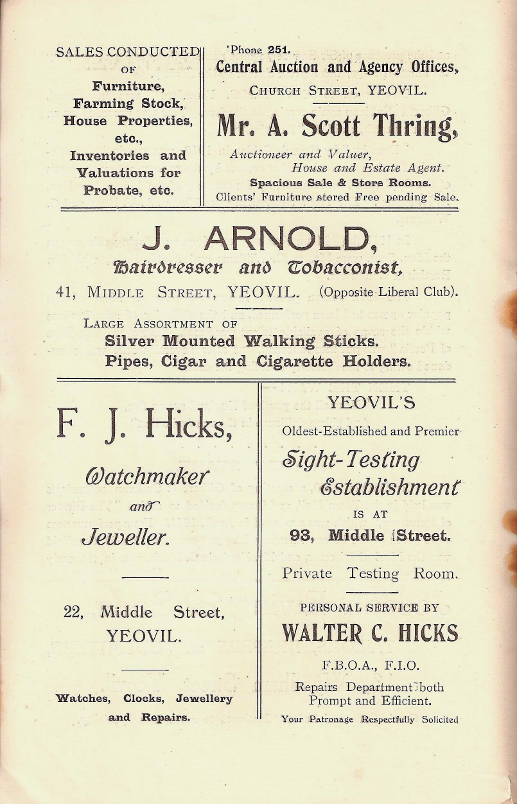 SALES CONDUCTED
OF
Furniture,
Farming Stock,
House Properties,
etc.,
Inventories and
Valuations for
Probate, etc.
'Phone 251.
Central Auction and Agency Offices,
CHURCH STREET, YEOVIL.
Mr. A. Scott Thring,
Auctioneer and Valuer,
House and Estate Agent.
Spacious Sale & Store Rooms.
Clients' Furniture stored Free pending Sale.
J. ARNOLD,
Hairdresser and Tobacconist,
41, MIDDLE STREET, YEOVIL. (Opposite Liberal Club).
LARGE ASSORTMENT OF
Silver Mounted Walking Sticks.
Pipes, Cigar and Cigarette Holders.
F. J. Hicks,
Watchmaker
and
Jeweller.
22, Middle Street,
YEOVIL.
Watches, Clocks, Jewellery
and Repairs.
YEOVIL'S
Oldest-Established and Premier
Sight-Testing
Establishment
IS AT
93, Middle Street.
Private Testing Room.
PERSONAL SERVICE BY
WALTER C. HICKS
F.B.O.A., F.I.O.
Repairs Department both
Prompt and Efficient.
Your Patronage Respectfully Solicited